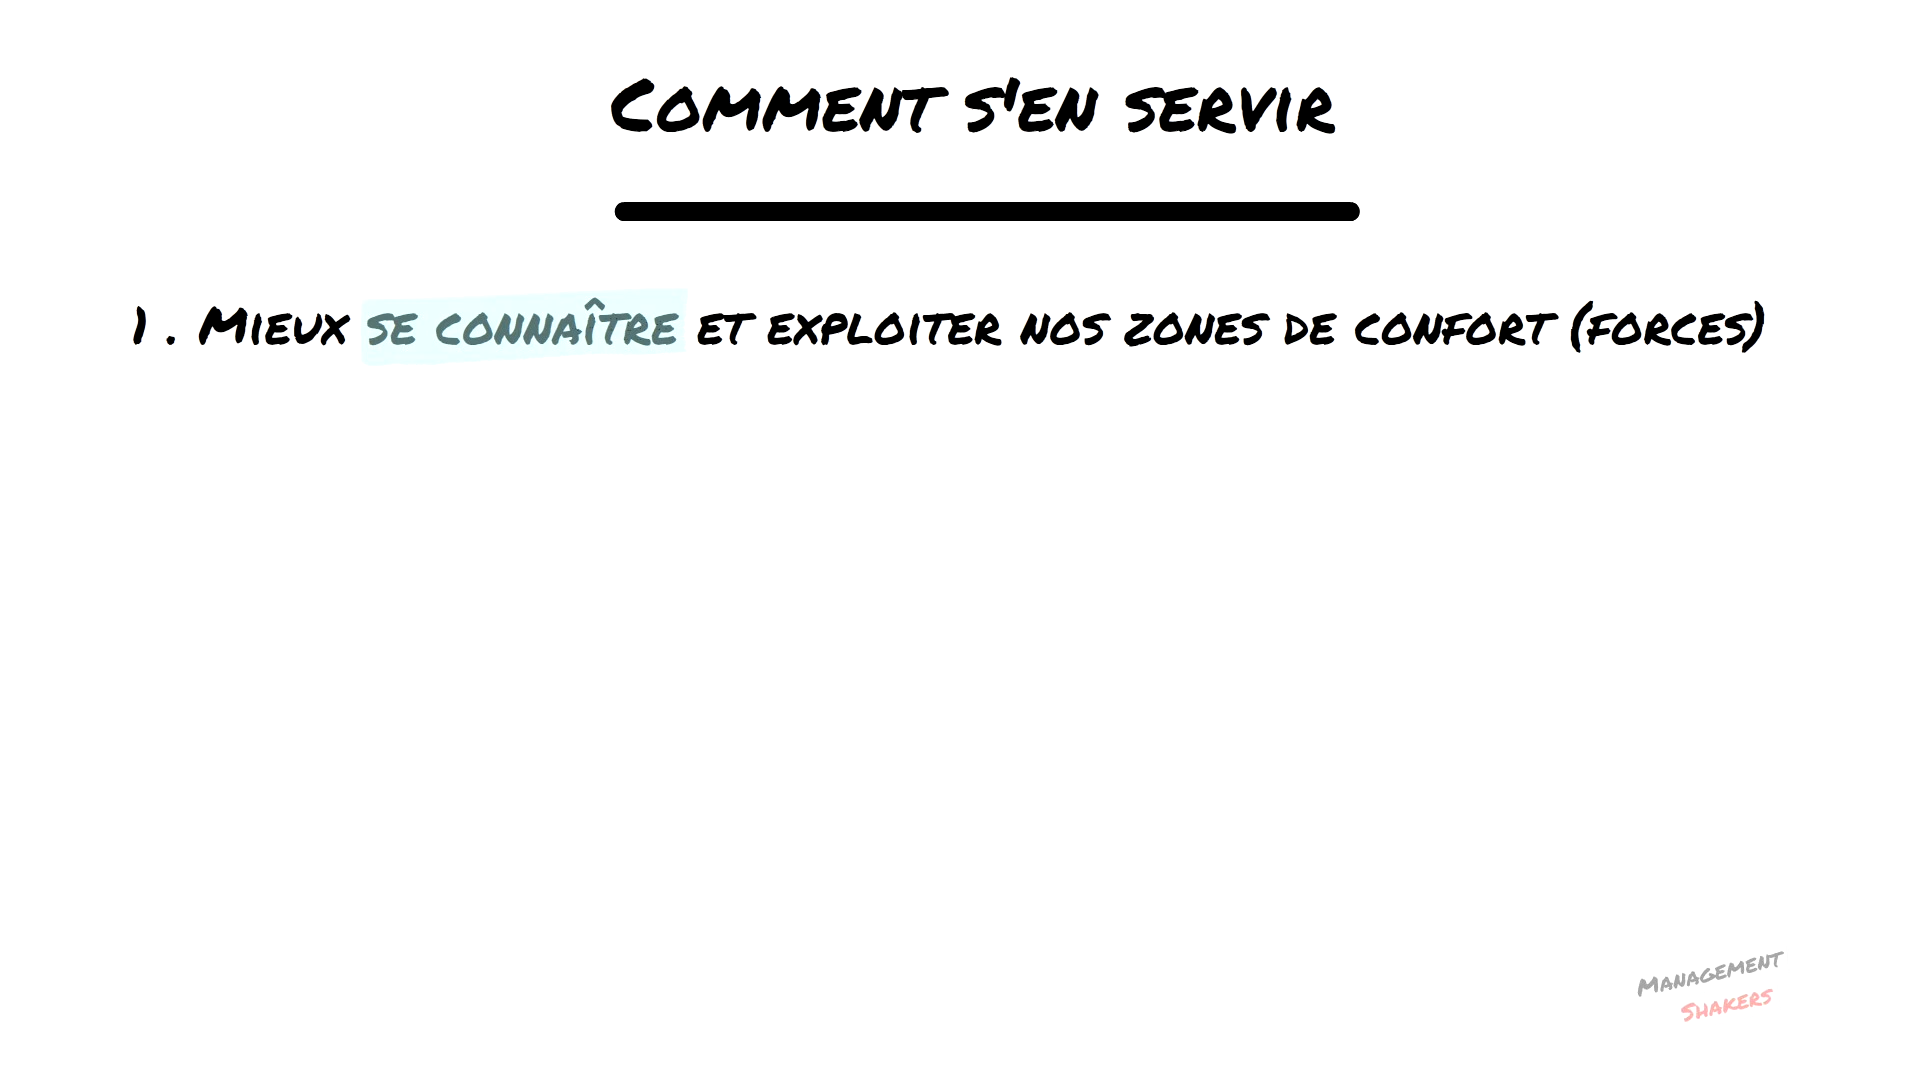 Comment s'en servir
1 . Mieux se connaître et exploiter nos zones de confort (forces)
Management
Shakers